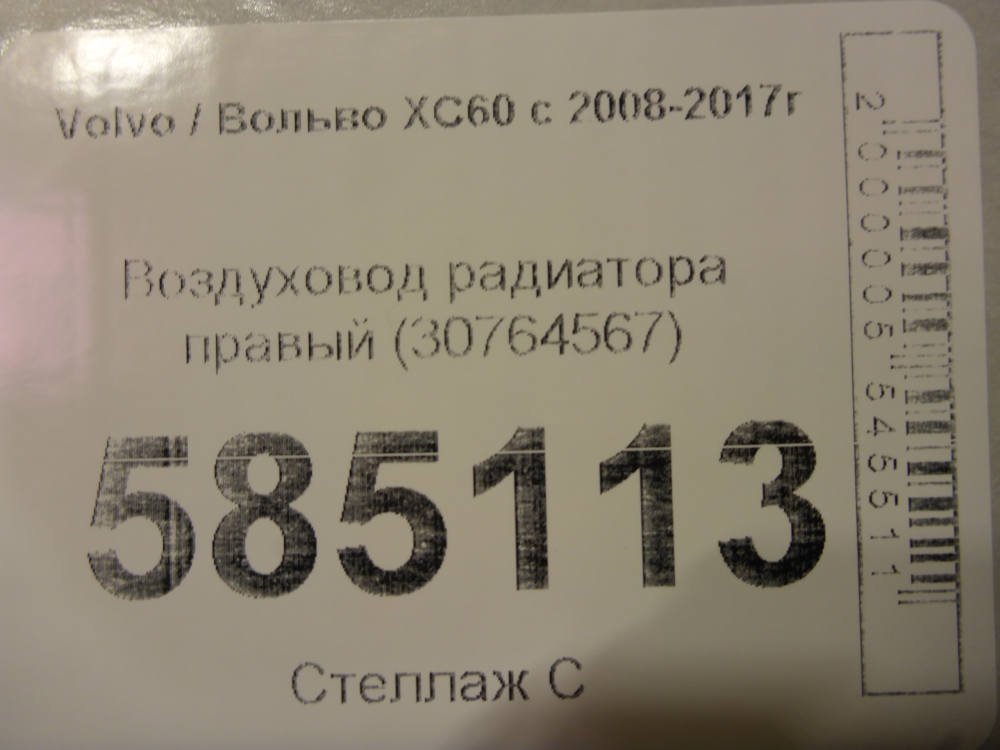 Volvo / Вольво XC60 с 2008-2017г
Воздуховод радиатора
правый (30764567)
585113
Стеллаж С
2000005545511